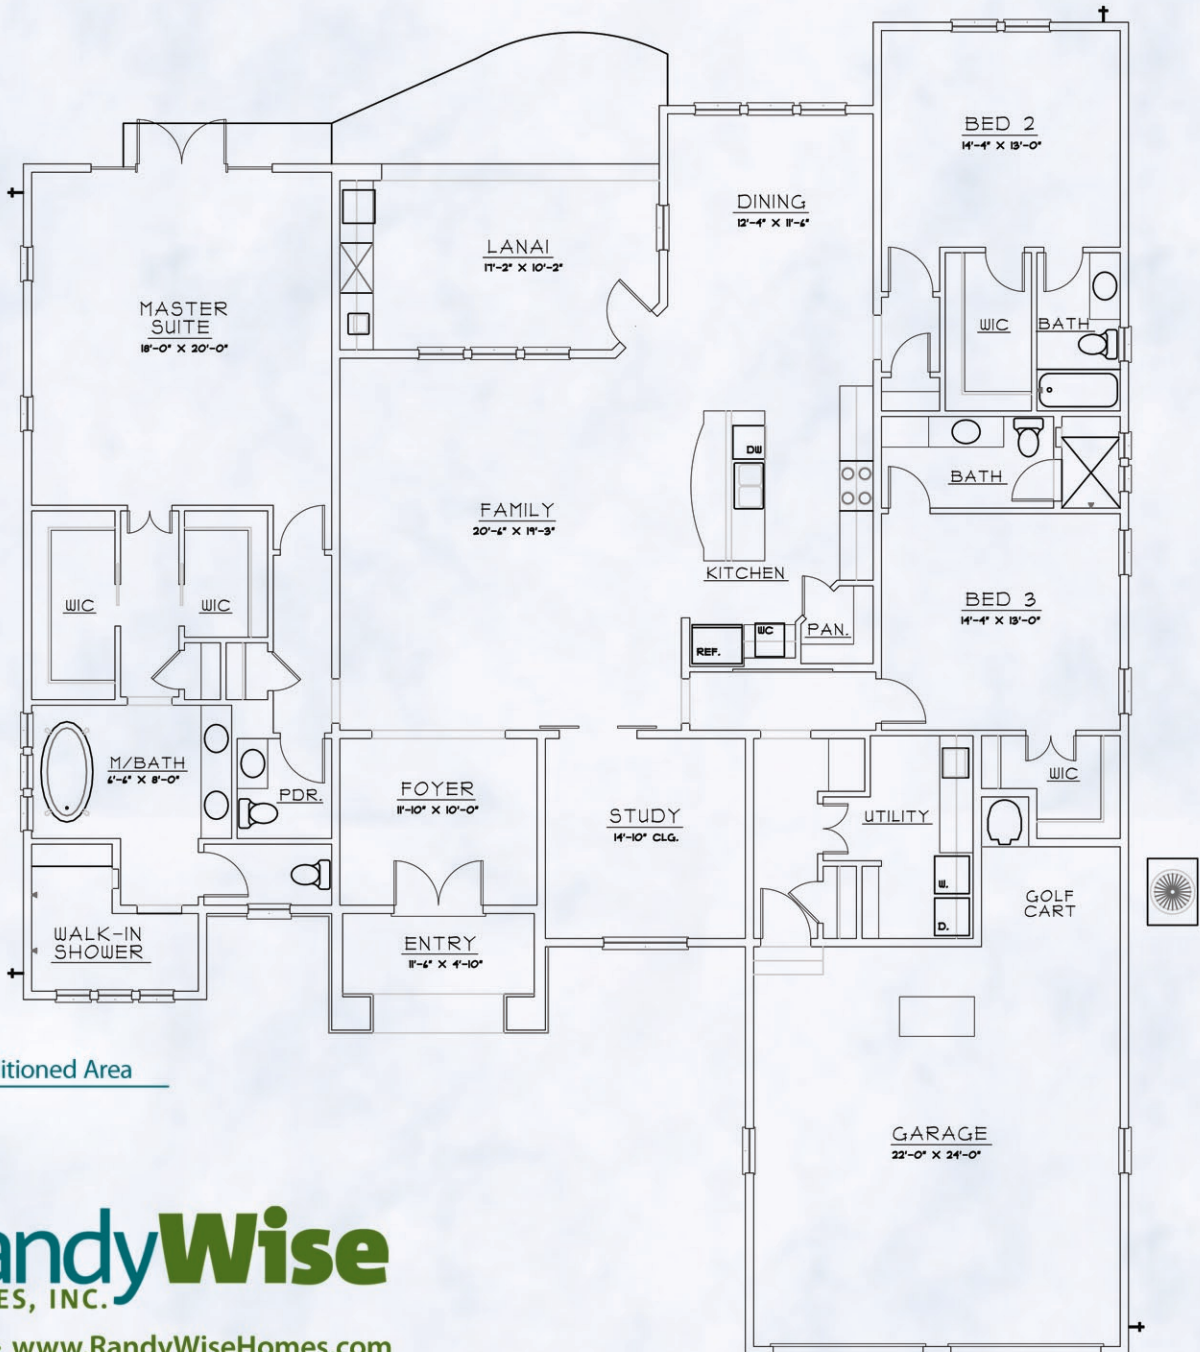 BED 2
14'-4" X 13'-0"
DINING
12'-4" X 11'-6"
LANAI
17'-2" X 10'-2"
MASTER
SUITE
18'-0" X 20'-0"
WIC
BATH
DW
BATH
FAMILY
20'-6" X 19'-3"
KITCHEN
BED 3
14'-4" X 13'-0"
WIC
WIC
REF.
WC
PAN.
M/BATH
6'-6" X 8'-0"
PDR.
FOYER
11'-10" X 10'-0"
STUDY
14'-10" CLG.
UTILITY
WIC
W.
D.
GOLF
CART
WALK-IN
SHOWER
ENTRY
11'-6" X 4'-10"
itioned Area
GARAGE
22'-0" X 24'-0"
andyWise
ES, INC.
www.RandyWiseHomes.com